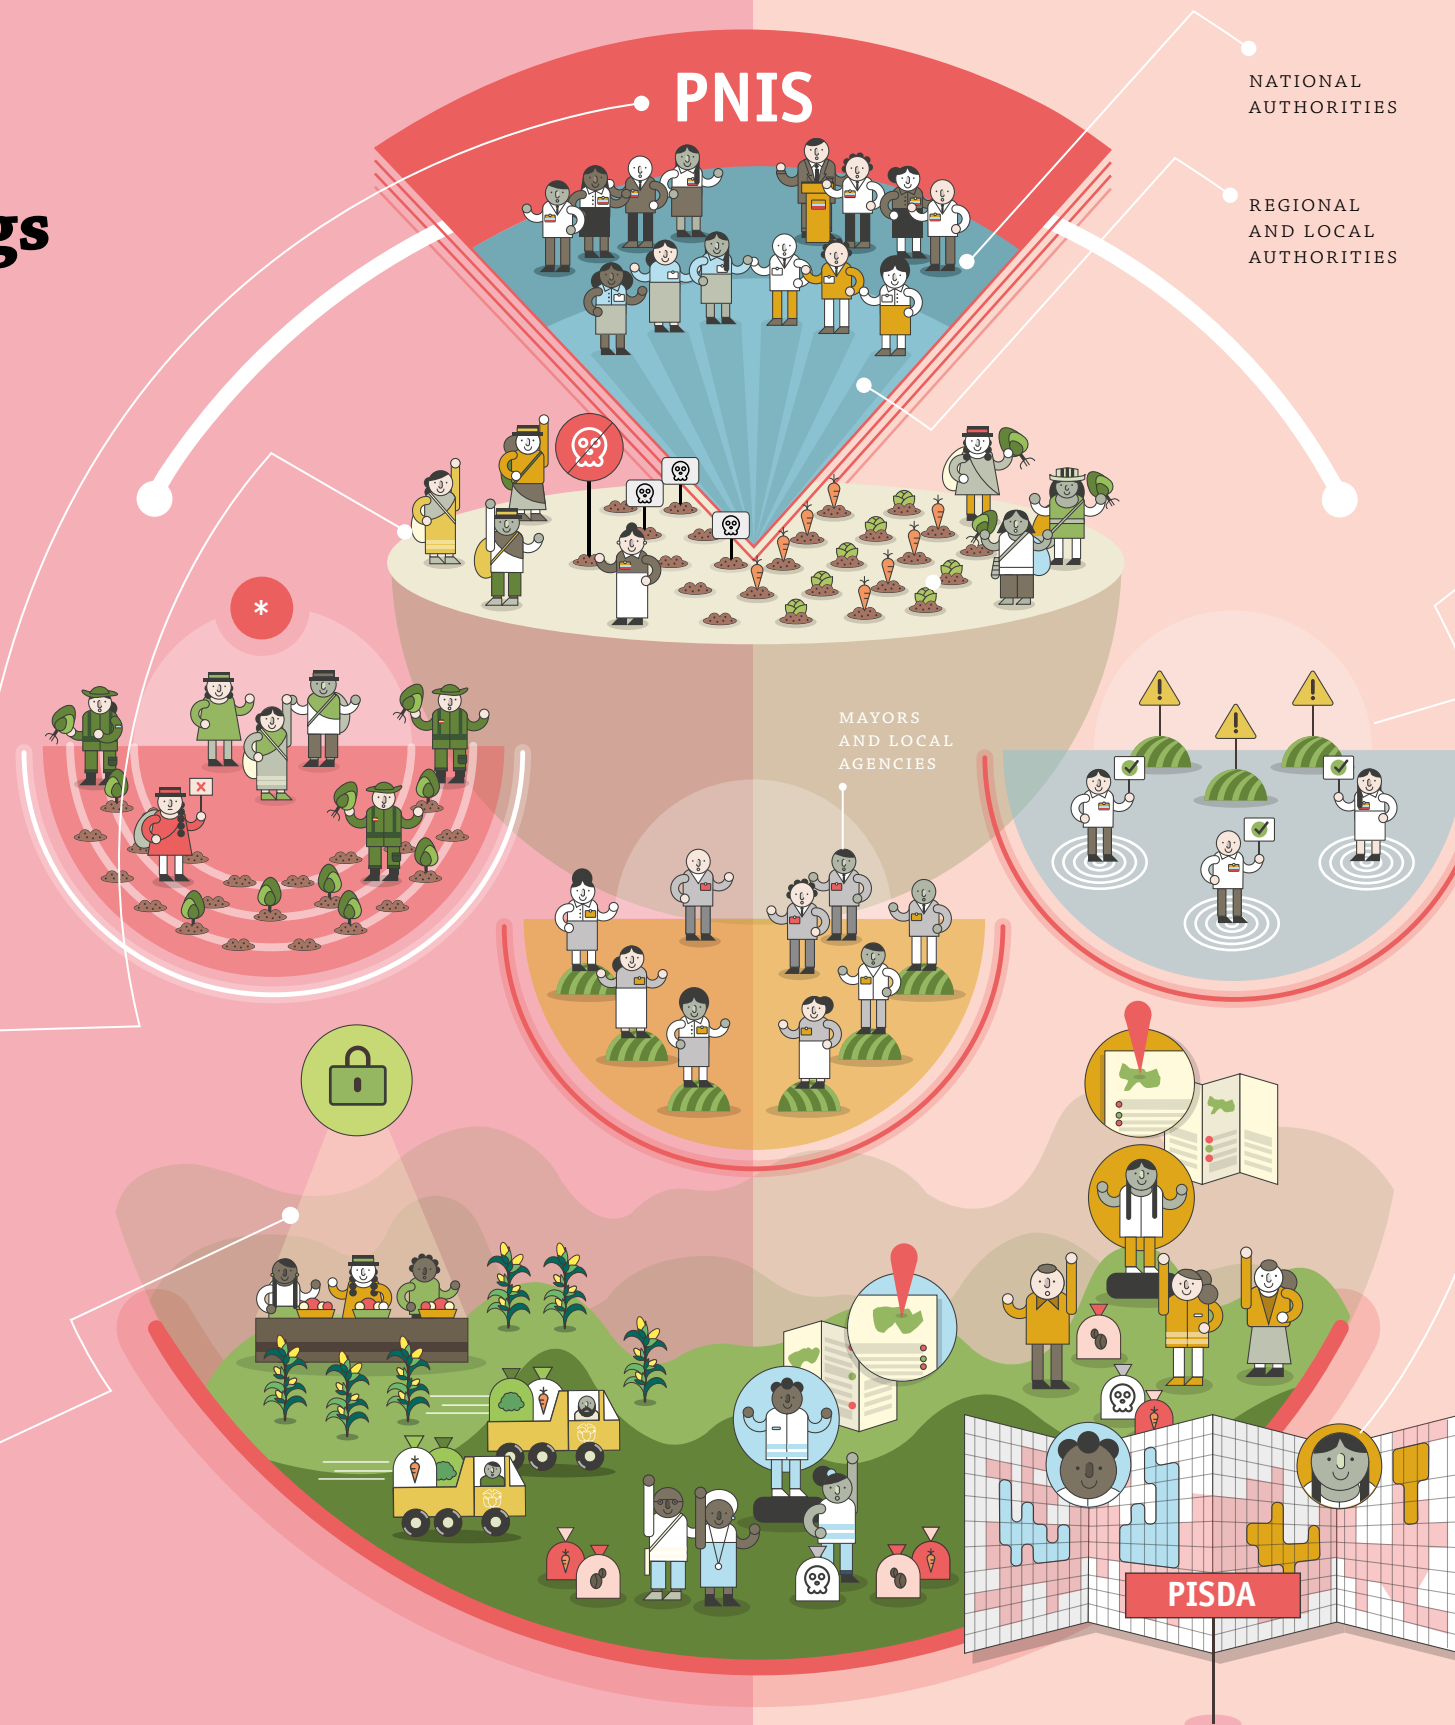 gs
PNIS
NATIONAL
AUTHORITIES
REGIONAL
AND LOCAL
AUTHORITIES
*
MAYORS
AND LOCAL
AGENCIES
PISDA